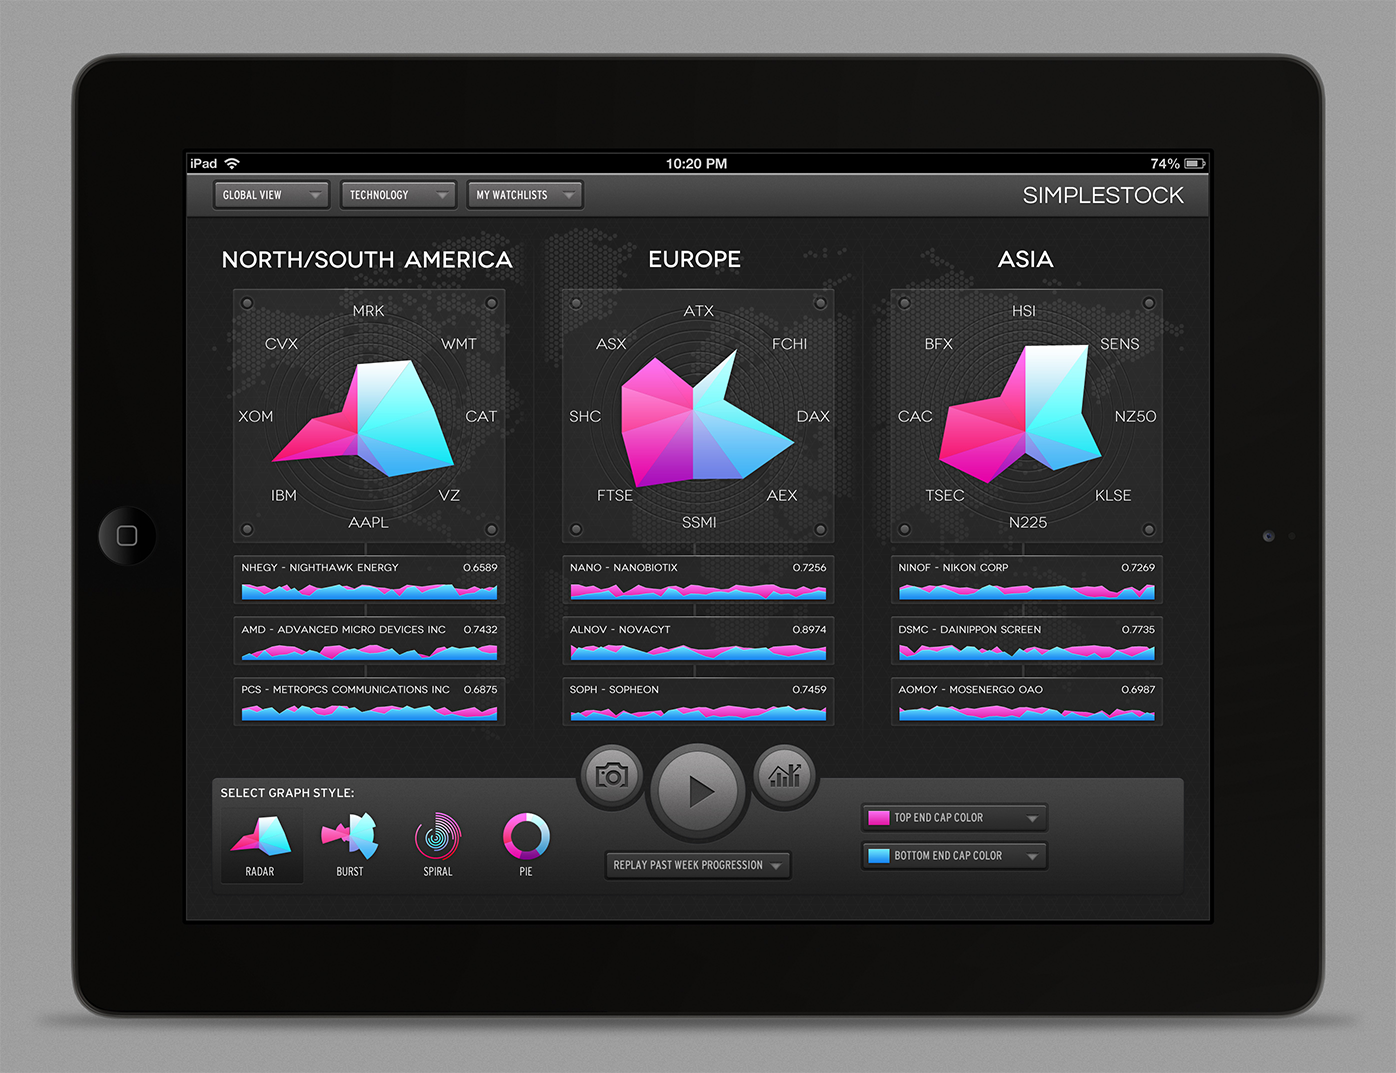 iPad
10:20 PM
74%
GLOBAL VIEW
TECHNOLOGY
MY WATCHLISTS
SIMPLESTOCK
NORTH/SOUTH AMERICA
MRK
CVX
WMT
XOM
CAT
IBM
VZ
AAPL
NHEGY - NIGHTHAWK ENERGY 0.6589
AMD - ADVANCED MICRO DEVICES INC 0.7432
PCS - METROPCS COMMUNICATIONS INC 0.6875
EUROPE
ATX
ASX
FCHI
SHC
DAX
FTSE
AEX
SSMI
NANO - NANOBIOTIX 0.7256
ALNOV - NOVACYT 0.8974
SOPH - SOPHEON 0.7459
ASIA
HSI
BFX
SENS
CAC
NZ50
TSEC
KLSE
N225
NINOF - NIKON CORP 0.7269
DSMC - DAINIPPON SCREEN 0.7735
AOMOY - MOSENERGO OAO 0.6987
SELECT GRAPH STYLE:
RADAR
BURST
SPIRAL
PIE
REPLAY PAST WEEK PROGRESSION
TOP END CAP COLOR
BOTTOM END CAP COLOR